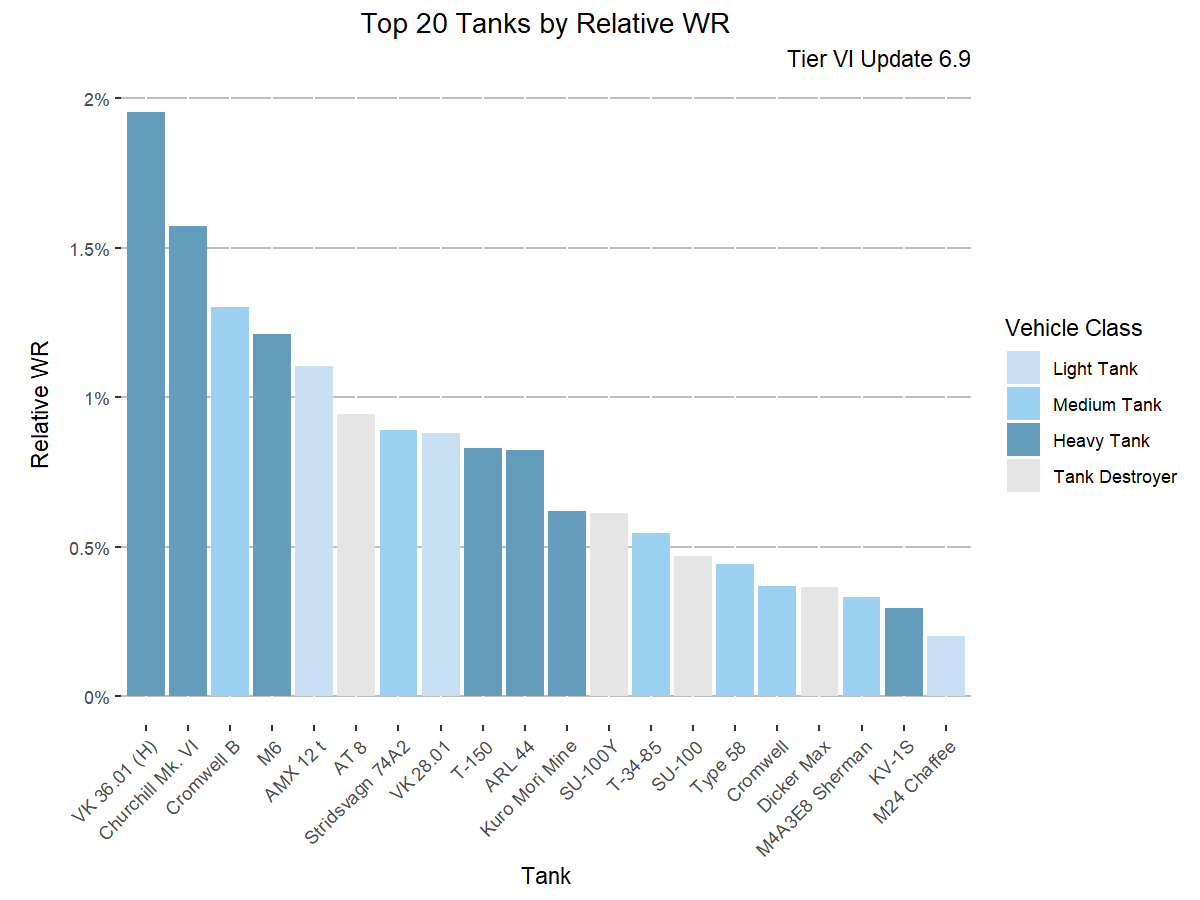 Top 20 Tanks by Relative WR
Tier VI Update 6.9
2%
1.5%
1%
0.5%
0%
Relative WR
VK 36.01 (H)
Churchill Mk. VI
Cromwell B
M6
AMX 12 t
AT 8
Stridsvagn 74A2
VK 28.01
T-150
ARL 44
Kuro Mori Mine
SU-100Y
T-34-85
SU-100
Type 58
Cromwell
Dicker Max
M4A3E8 Sherman
KV-1S
M24 Chaffee
Tank
Vehicle Class
Light Tank
Medium Tank
Heavy Tank
Tank Destroyer